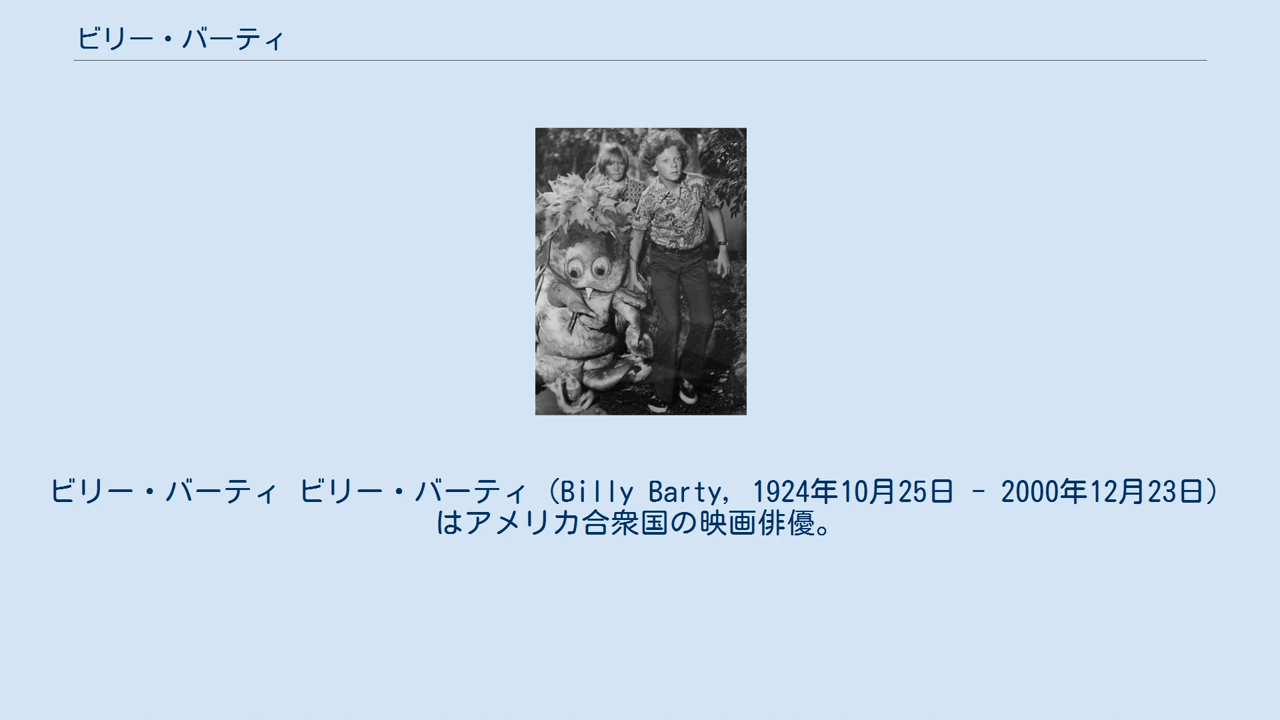 ビリー・バーティ
ビリー・バーティ ビリー・バーティ（Billy Barty, 1924年10月25日 - 2000年12月23日）
はアメリカ合衆国の映画俳優。